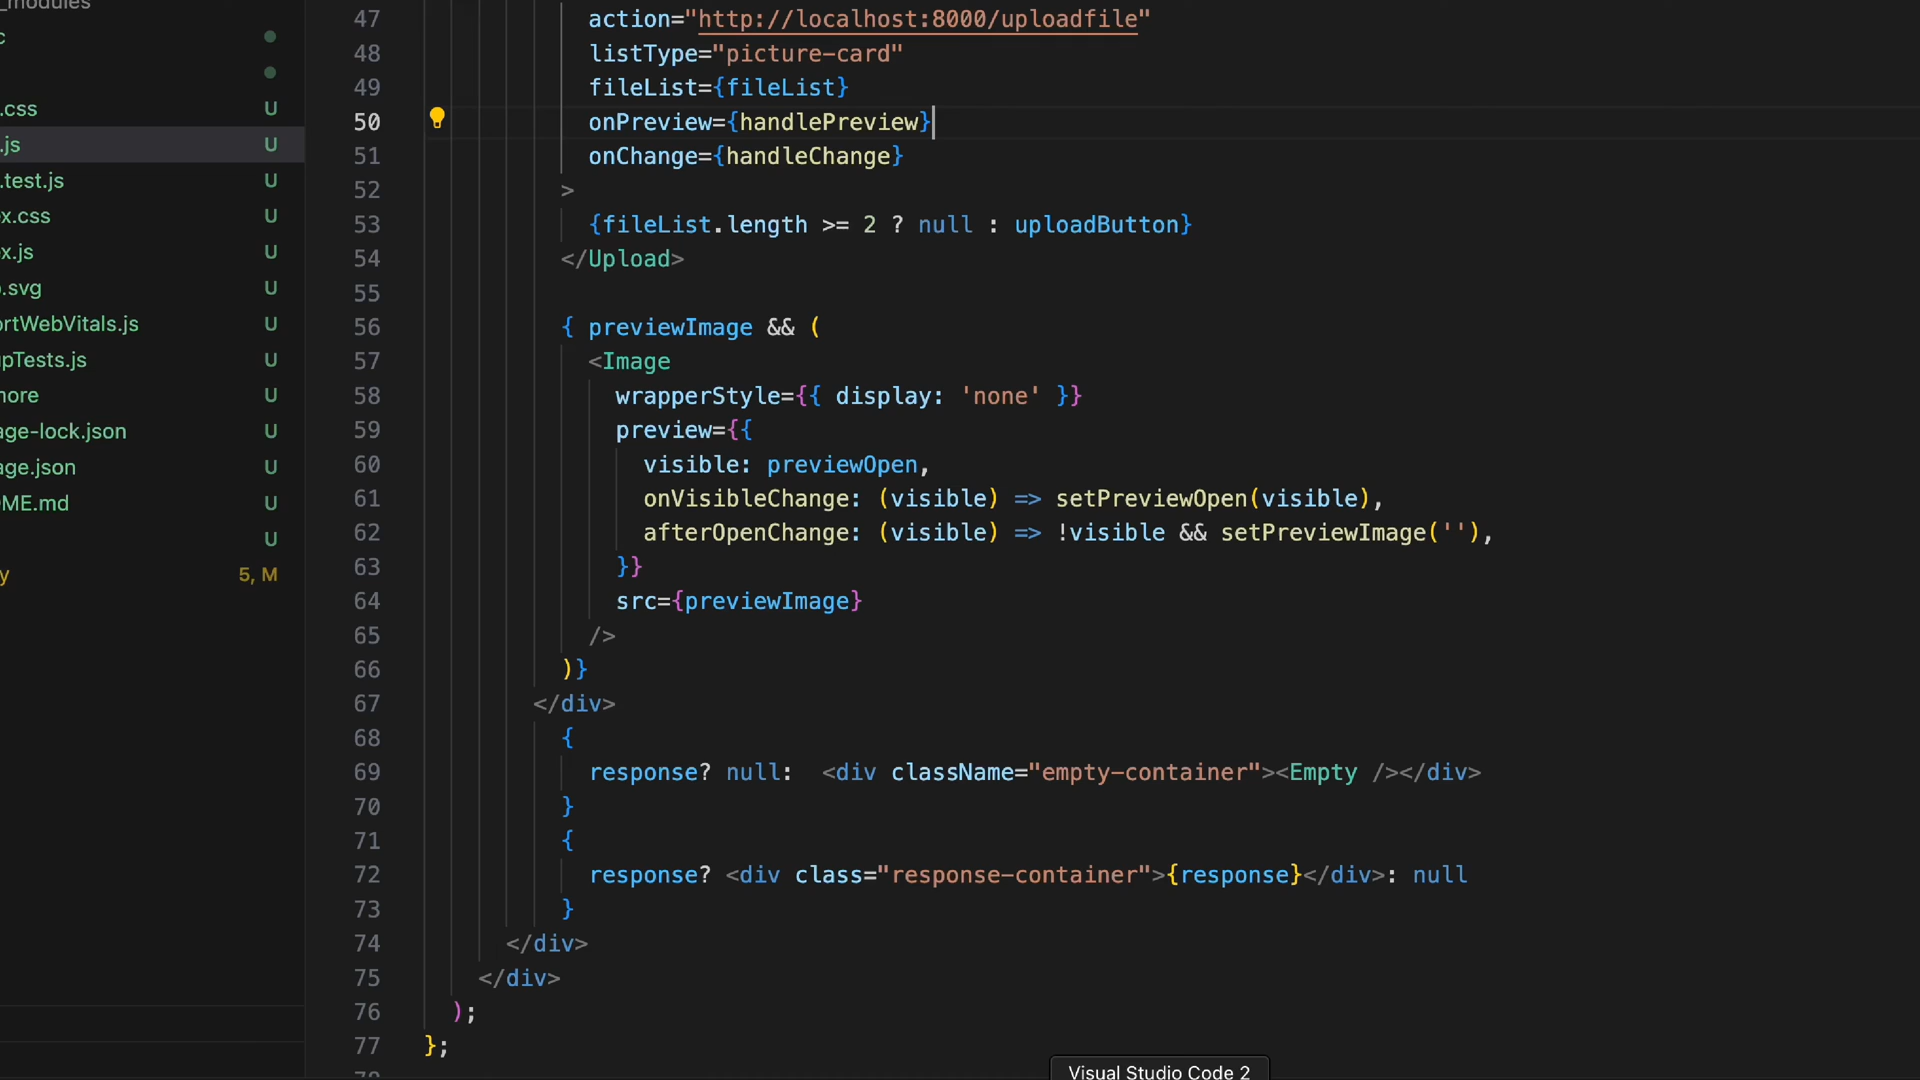 _modules
47 action="http://localhost:8000/uploadfile"
c
48 listType="picture-card"
49 fileList={fileList}
.css U
50 onPreview={handlePreview}
.js U
51 onChange={handleChange}
.test.js U
52 >
x.css U
53 {fileList.length >= 2 ? null : uploadButton}
x.js U
54 </Upload>
.svg U
55
ortWebVitals.js U
56 { previewImage && (
upTests.js U
57 <Image
nore U
58 wrapperStyle={{ display: 'none' }}
age-lock.json U
59 preview={{
age.json U
60 visible: previewOpen,
ME.md U
61 onVisibleChange: (visible) => setPreviewOpen(visible),
U
62 afterOpenChange: (visible) => !visible && setPreviewImage(''),
y 5, M
63 }}
64 src={previewImage}
65 />
66 )}
67 </div>
68 {
69 response? null: <div className="empty-container"><Empty /></div>
70 }
71 {
72 response? <div class="response-container">{response}</div>: null
73 }
74 </div>
75 </div>
76 );
77 };
Visual Studio Code 2